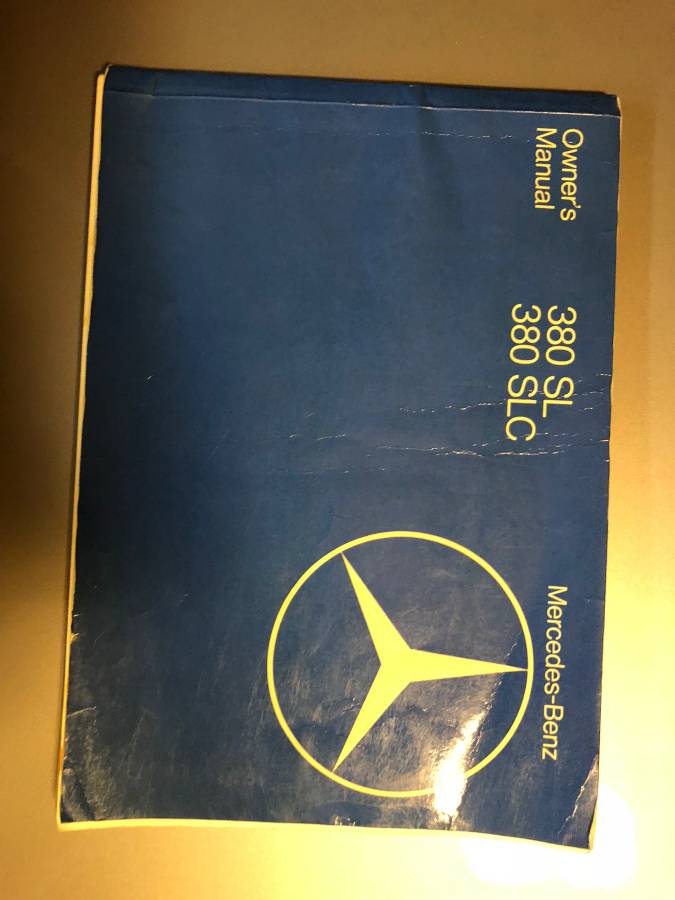 Owner's
Manual
380 SL
380 SLC
Mercedes-Benz